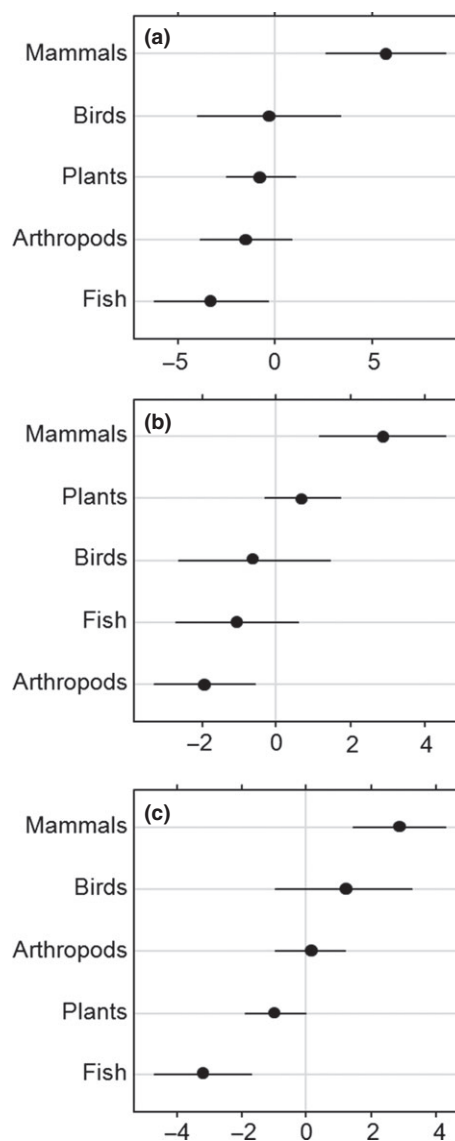 (a)
Mammals
Birds
Plants
Arthropods
Fish
−5 0 5
(b)
Mammals
Plants
Birds
Fish
Arthropods
−2 0 2 4
(c)
Mammals
Birds
Arthropods
Plants
Fish
−4 −2 0 2 4